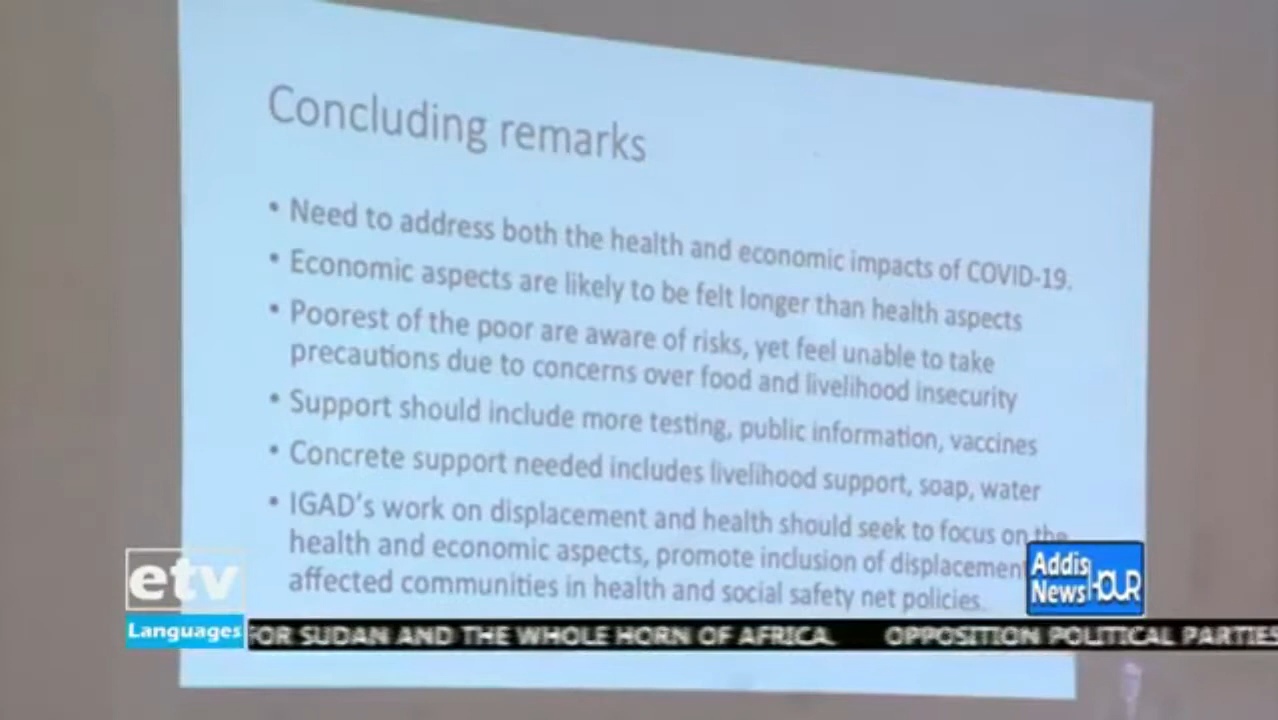 Concluding remarks
• Need to address both the health and economic impacts of COVID-19.
• Economic aspects are likely to be felt longer than health aspects
• Poorest of the poor are aware of risks, yet feel unable to take
precautions due to concerns over food and livelihood insecurity
• Support should include more testing, public information, vaccines
• Concrete support needed includes livelihood support, soap, water
• IGAD's work on displacement and health should seek to focus on the
health and economic aspects, promote inclusion of displacement
affected communities in health and social safety net policies.
etv
Languages
Addis
News HOUR
FOR SUDAN AND THE WHOLE HORN OF AFRICA. OPPOSITION POLITICAL PARTIES